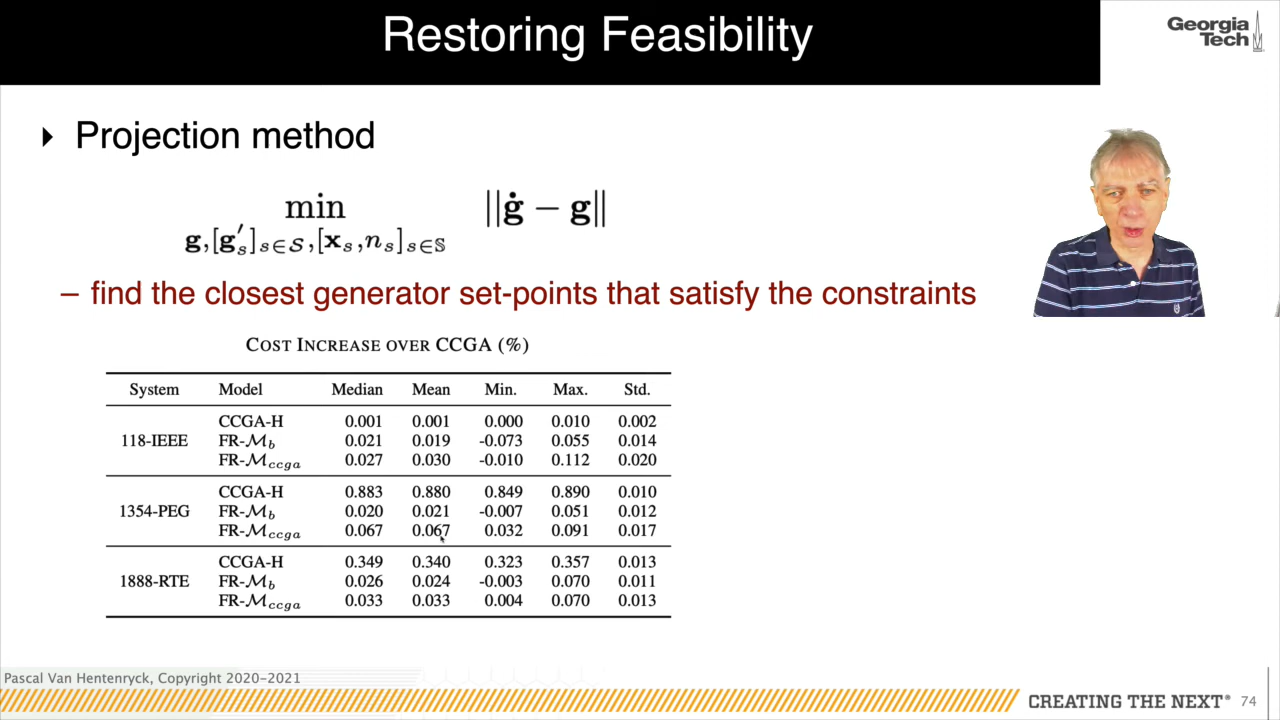 Restoring Feasibility
Georgia
Tech
‣ Projection method
min ||ġ − g||
g,[g′ₛ]ₛ∈𝒮,[xₛ,nₛ]ₛ∈𝕊
– find the closest generator set-points that satisfy the constraints
COST INCREASE OVER CCGA (%)
System Model Median Mean Min. Max. Std.
CCGA-H 0.001 0.001 0.000 0.010 0.002
118-IEEE FR-ℳb 0.021 0.019 -0.073 0.055 0.014
FR-ℳccga 0.027 0.030 -0.010 0.112 0.020
CCGA-H 0.883 0.880 0.849 0.890 0.010
1354-PEG FR-ℳb 0.020 0.021 -0.007 0.051 0.012
FR-ℳccga 0.067 0.067 0.032 0.091 0.017
CCGA-H 0.349 0.340 0.323 0.357 0.013
1888-RTE FR-ℳb 0.026 0.024 -0.003 0.070 0.011
FR-ℳccga 0.033 0.033 0.004 0.070 0.013
Pascal Van Hentenryck, Copyright 2020-2021
CREATING THE NEXT® 74